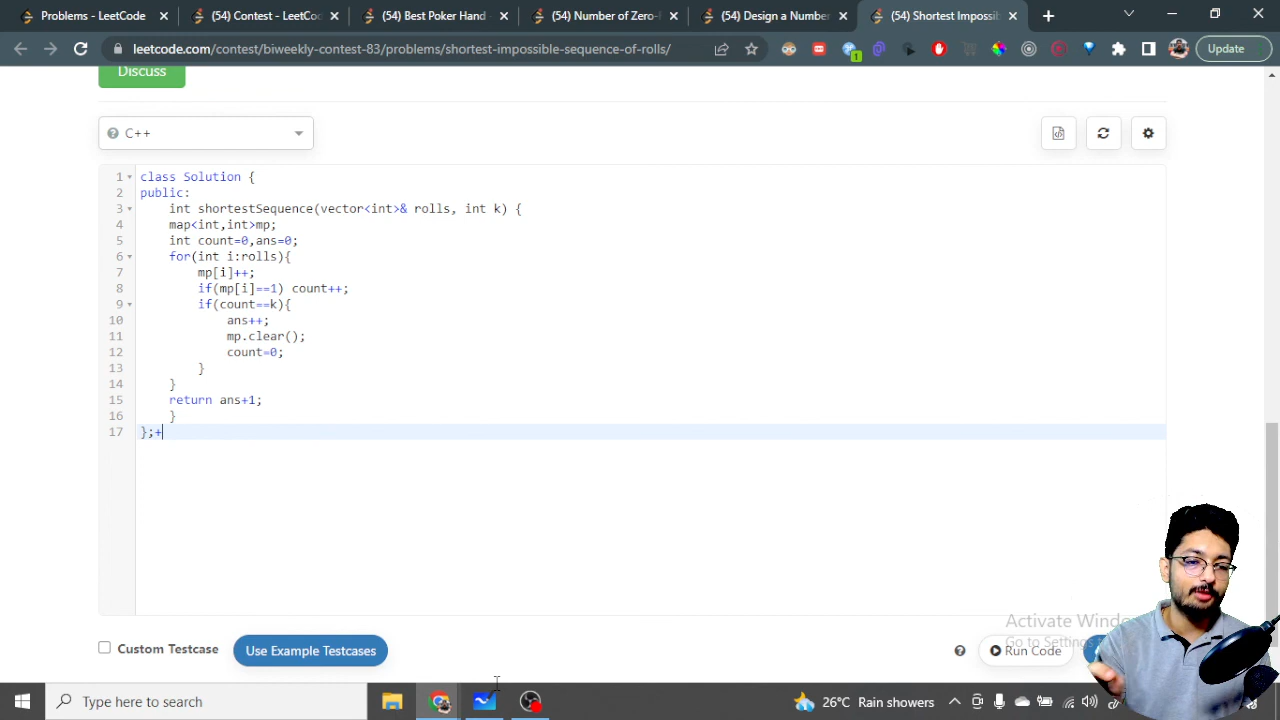 Problems - LeetCode
(54) Contest - LeetCo
(54) Best Poker Hand -
(54) Number of Zero-
(54) Design a Number
(54) Shortest Impossib
leetcode.com/contest/biweekly-contest-83/problems/shortest-impossible-sequence-of-rolls/
1
Update
Discuss
C++
1 class Solution {
2 public:
3 int shortestSequence(vector<int>& rolls, int k) {
4 map<int,int>mp;
5 int count=0,ans=0;
6 for(int i:rolls){
7 mp[i]++;
8 if(mp[i]==1) count++;
9 if(count==k){
10 ans++;
11 mp.clear();
12 count=0;
13 }
14 }
15 return ans+1;
16 }
17 };+
Activate Windo
Go to Settings
Custom Testcase
Use Example Testcases
Run Code
Type here to search
26°C Rain showers